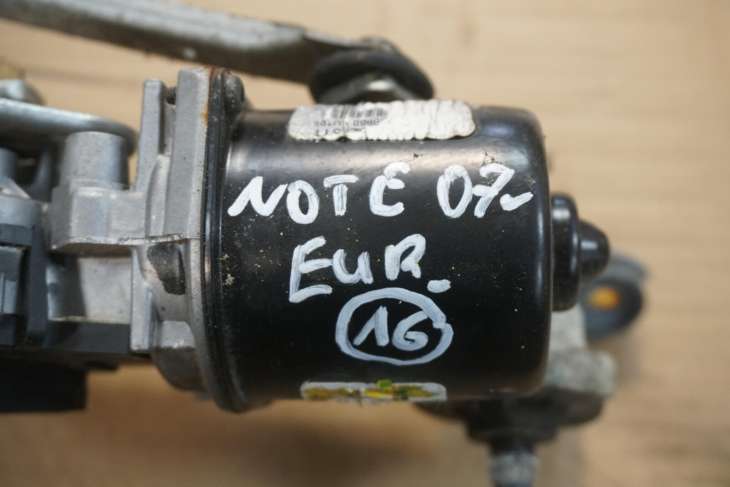 NOTE 07-
EUR.
16